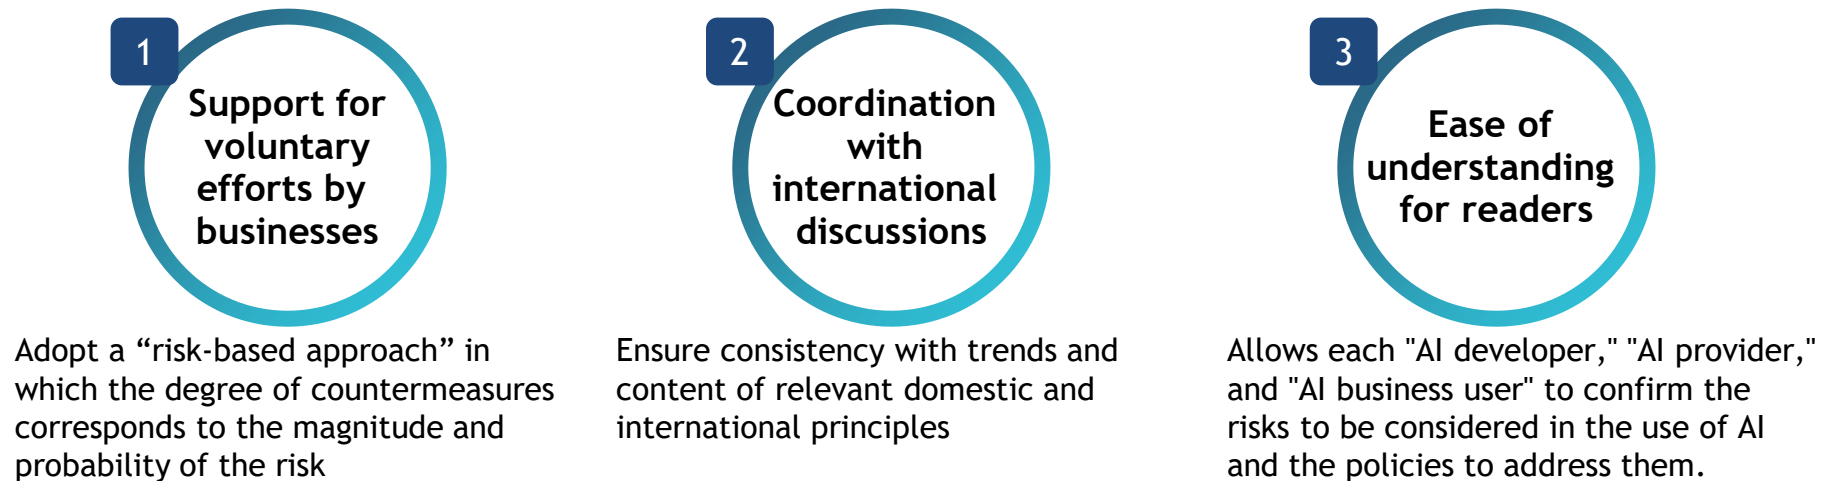 1
Support for
voluntary
efforts by
businesses
Adopt a “risk-based approach” in
which the degree of countermeasures
corresponds to the magnitude and
probability of the risk
2
Coordination
with
international
discussions
Ensure consistency with trends and
content of relevant domestic and
international principles
3
Ease of
understanding
for readers
Allows each "AI developer," "AI provider,"
and "AI business user" to confirm the
risks to be considered in the use of AI
and the policies to address them.